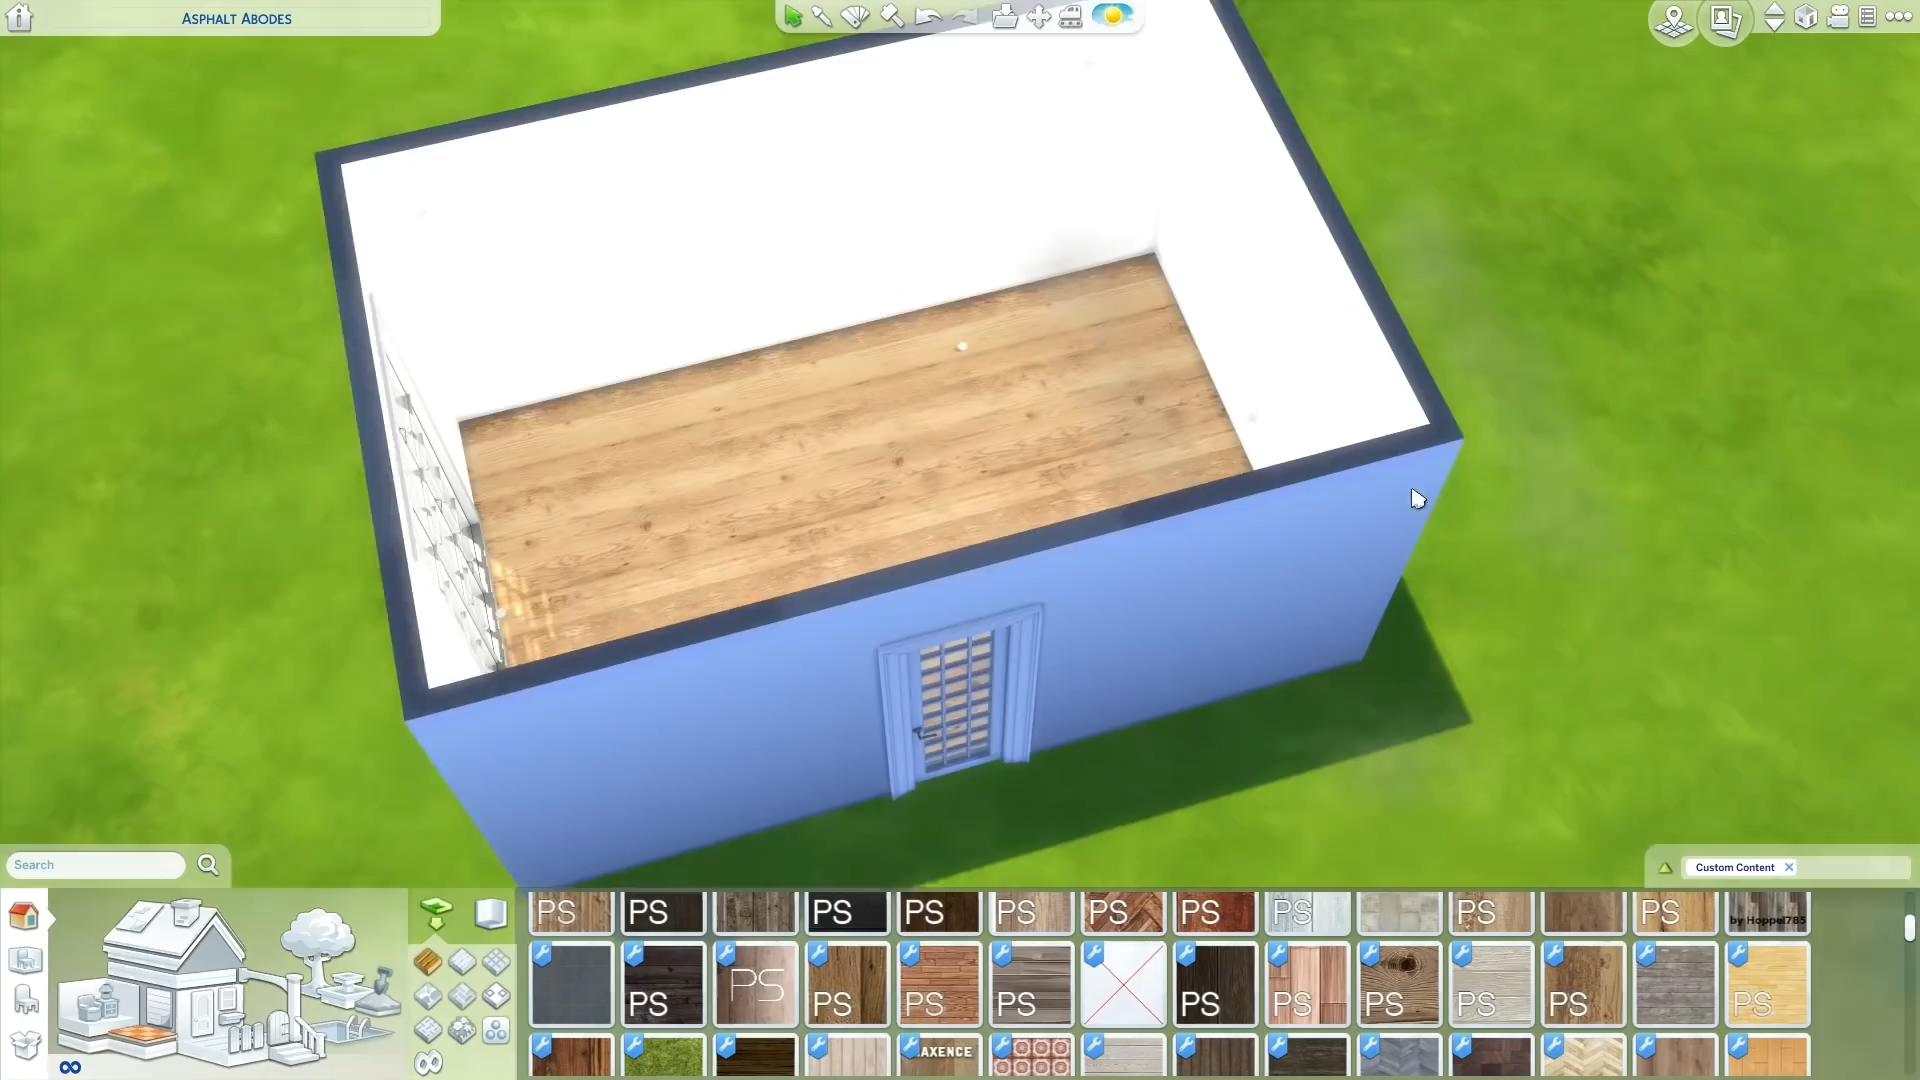 ASPHALT ABODES
Search
Custom Content
PS PS PS PS PS PS PS PS PS PS by Hoppel785
PS PS PS PS PS PS PS PS PS PS PS
AXENCE